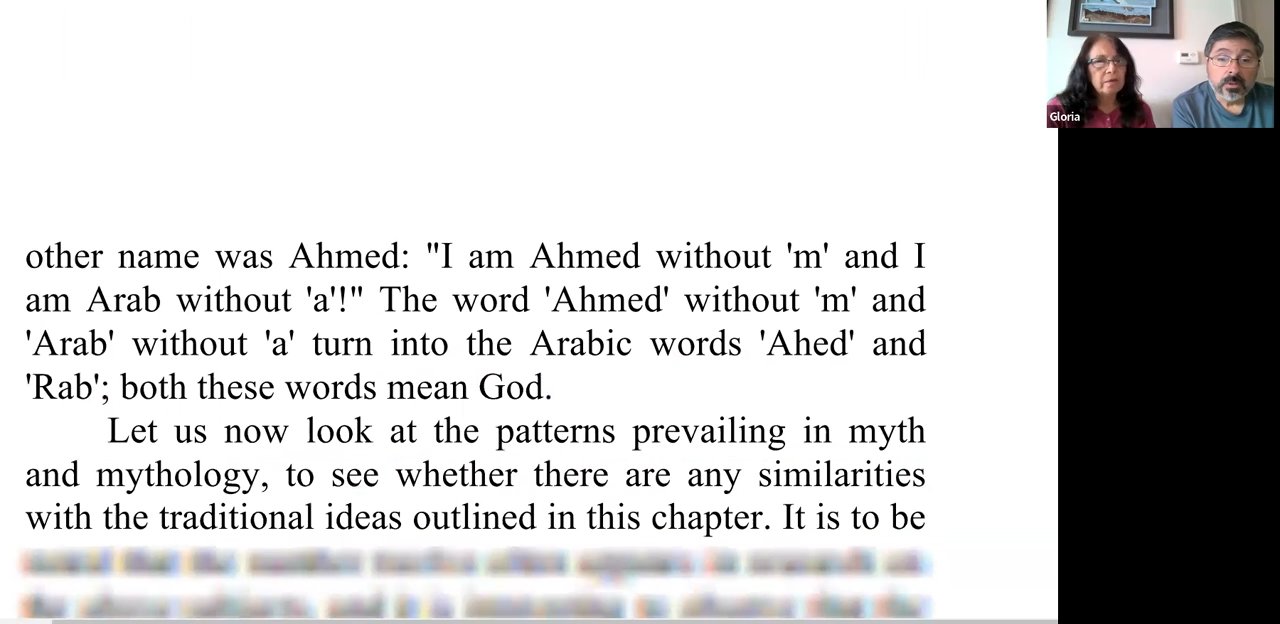 Gloria
other name was Ahmed: "I am Ahmed without 'm' and I
am Arab without 'a'!" The word 'Ahmed' without 'm' and
'Arab' without 'a' turn into the Arabic words 'Ahed' and
'Rab'; both these words mean God.
Let us now look at the patterns prevailing in myth
and mythology, to see whether there are any similarities
with the traditional ideas outlined in this chapter. It is to be